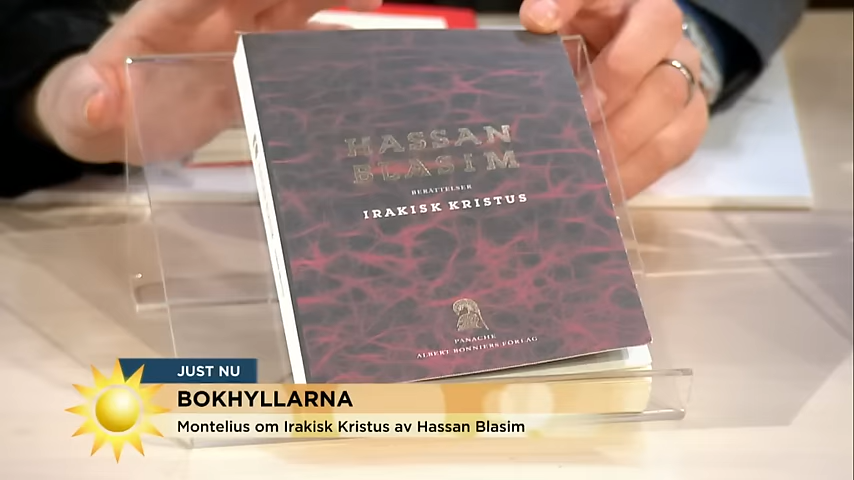 HASSAN
BLASIM
BERÄTTELSER
IRAKISK KRISTUS
PANACHE
ALBERT BONNIERS FÖRLAG
JUST NU
BOKHYLLARNA
Montelius om Irakisk Kristus av Hassan Blasim